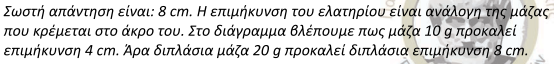 Σωστή απάντηση είναι: 8 cm. Η επιμήκυνση του ελατηρίου είναι ανάλογη της μάζας
που κρέμεται στο άκρο του. Στο διάγραμμα βλέπουμε πως μάζα 10 g προκαλεί
επιμήκυνση 4 cm. Άρα διπλάσια μάζα 20 g προκαλεί διπλάσια επιμήκυνση 8 cm.